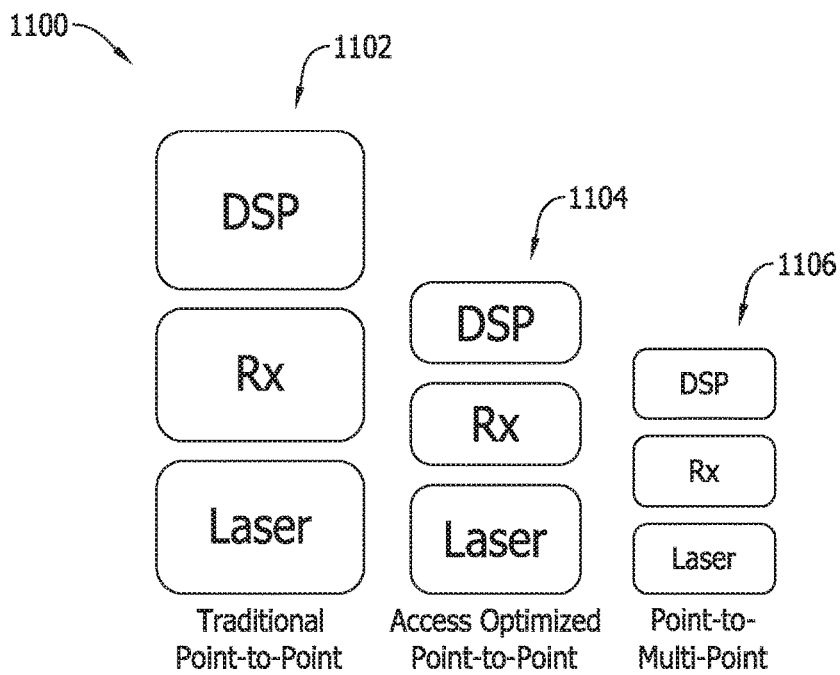 1100
1102
DSP
Rx
Laser
Traditional
Point-to-Point
1104
DSP
Rx
Laser
Access Optimized
Point-to-Point
1106
DSP
Rx
Laser
Point-to-
Multi-Point